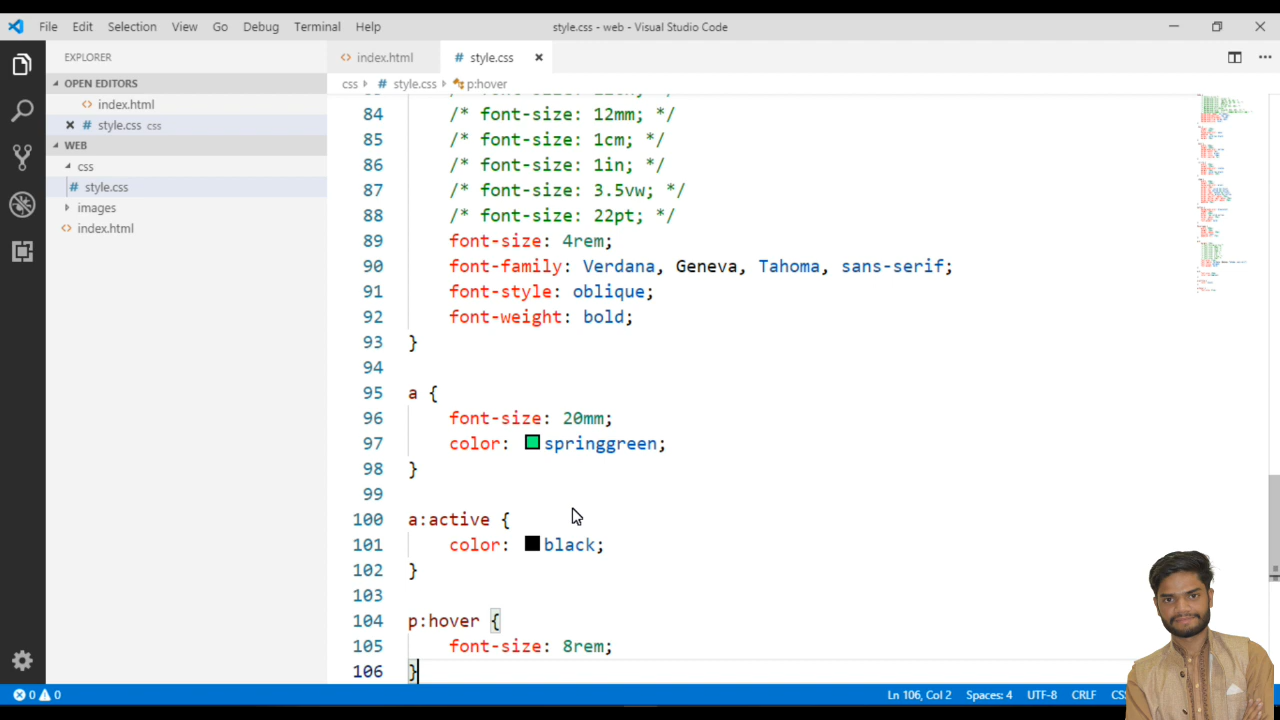 File Edit Selection View Go Debug Terminal Help style.css - web - Visual Studio Code
EXPLORER
OPEN EDITORS
index.html
style.css css
WEB
css
style.css
images
index.html
index.html style.css
css style.css p:hover
84 /* font-size: 12mm; */
85 /* font-size: 1cm; */
86 /* font-size: 1in; */
87 /* font-size: 3.5vw; */
88 /* font-size: 22pt; */
89 font-size: 4rem;
90 font-family: Verdana, Geneva, Tahoma, sans-serif;
91 font-style: oblique;
92 font-weight: bold;
93 }
94
95 a {
96 font-size: 20mm;
97 color: springgreen;
98 }
99
100 a:active {
101 color: black;
102 }
103
104 p:hover {
105 font-size: 8rem;
106 }
0 0 Ln 106, Col 2 Spaces: 4 UTF-8 CRLF